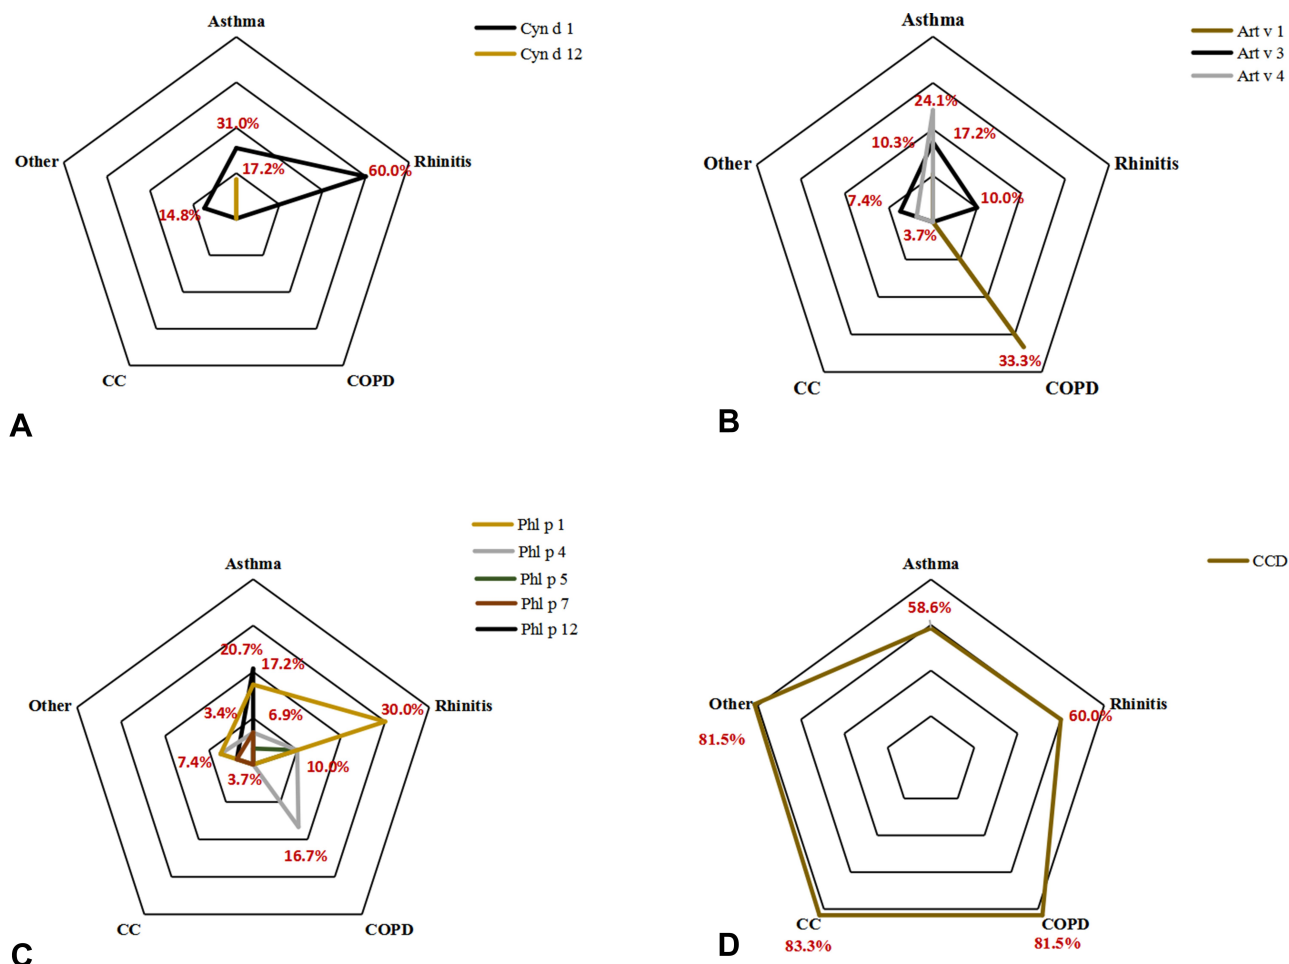 Asthma
Cyn d 1
Cyn d 12
31.0%
17.2%
60.0%
14.8%
Other
Rhinitis
CC
COPD
A
Asthma
Art v 1
Art v 3
Art v 4
24.1%
10.3%
17.2%
7.4%
10.0%
3.7%
33.3%
Other
Rhinitis
CC
COPD
B
Phl p 1
Phl p 4
Phl p 5
Phl p 7
Phl p 12
Asthma
20.7%
17.2%
3.4%
6.9%
30.0%
7.4%
10.0%
3.7%
16.7%
Other
Rhinitis
CC
COPD
C
CCD
Asthma
58.6%
Other
Rhinitis
60.0%
81.5%
CC
COPD
83.3%
81.5%
D